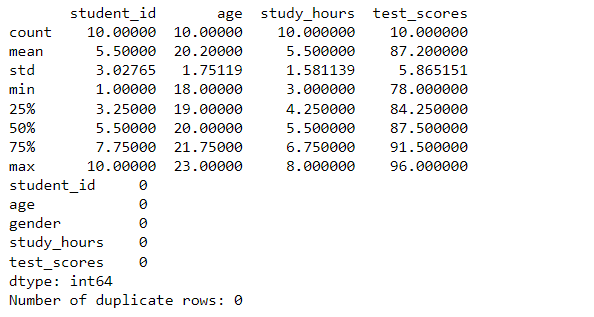 student_id       age  study_hours  test_scores
count    10.00000  10.00000    10.000000    10.000000
mean      5.50000  20.20000     5.500000    87.200000
std       3.02765   1.75119     1.581139     5.865151
min       1.00000  18.00000     3.000000    78.000000
25%       3.25000  19.00000     4.250000    84.250000
50%       5.50000  20.00000     5.500000    87.500000
75%       7.75000  21.75000     6.750000    91.500000
max      10.00000  23.00000     8.000000    96.000000
student_id     0
age            0
gender         0
study_hours    0
test_scores    0
dtype: int64
Number of duplicate rows: 0